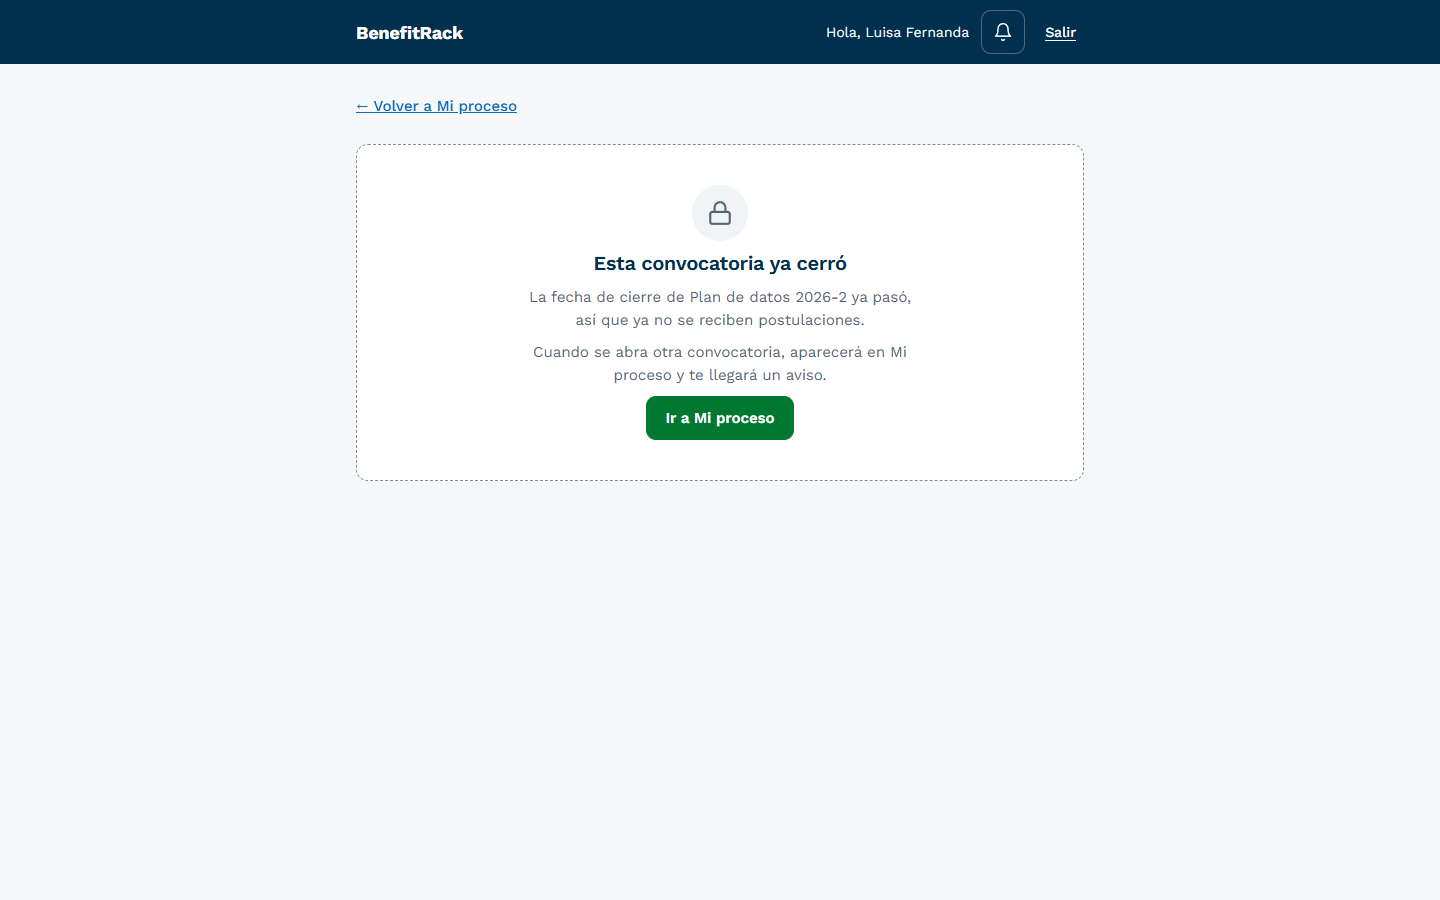 BenefitRack
Hola, Luisa Fernanda
Salir
← Volver a Mi proceso
Esta convocatoria ya cerró
La fecha de cierre de Plan de datos 2026-2 ya pasó,
así que ya no se reciben postulaciones.
Cuando se abra otra convocatoria, aparecerá en Mi
proceso y te llegará un aviso.
Ir a Mi proceso